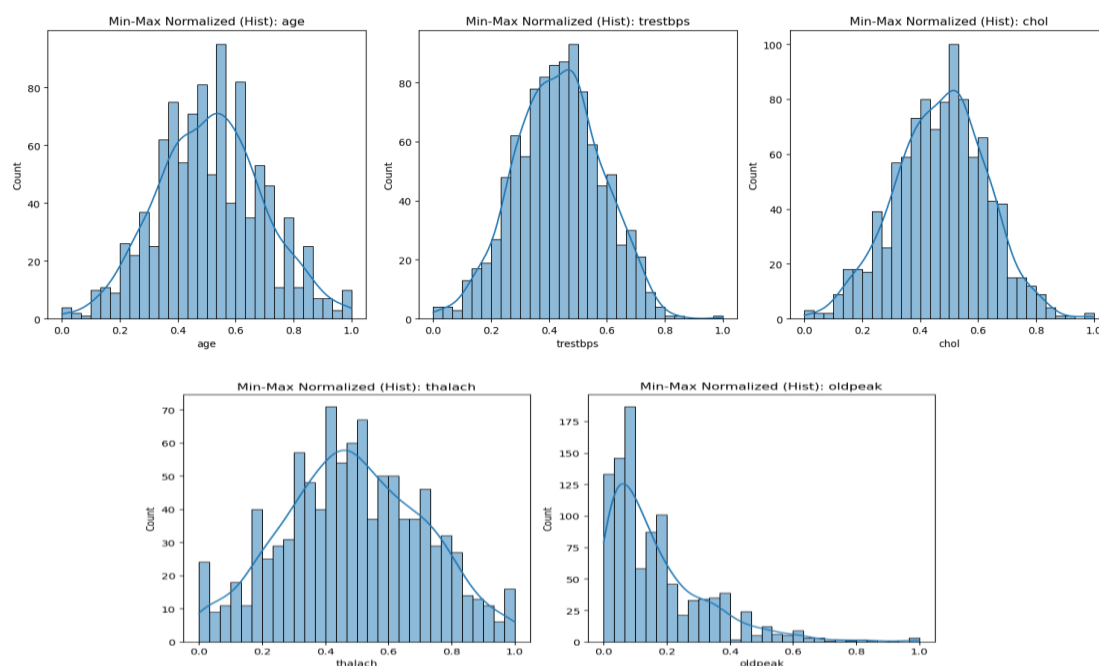 Min-Max Normalized (Hist): age
Count
80
60
40
20
0
0.0 0.2 0.4 0.6 0.8 1.0
age
Min-Max Normalized (Hist): trestbps
Count
80
60
40
20
0
0.0 0.2 0.4 0.6 0.8 1.0
trestbps
Min-Max Normalized (Hist): chol
Count
100
80
60
40
20
0
0.0 0.2 0.4 0.6 0.8 1.0
chol
Min-Max Normalized (Hist): thalach
Count
70
60
50
40
30
20
10
0
0.0 0.2 0.4 0.6 0.8 1.0
thalach
Min-Max Normalized (Hist): oldpeak
Count
175
150
125
100
75
50
25
0
0.0 0.2 0.4 0.6 0.8 1.0
oldpeak